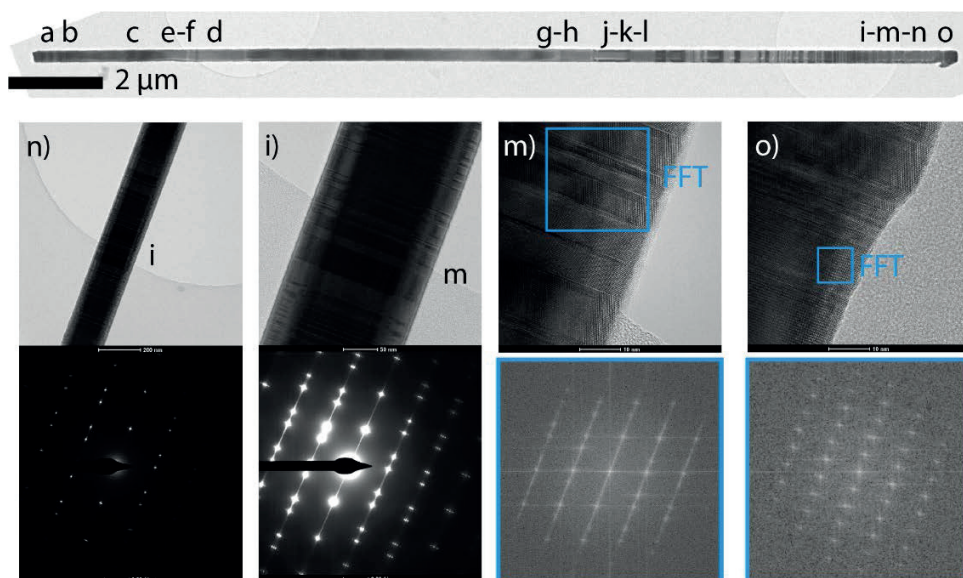 a b c e-f d g-h j-k-l i-m-n o
2 µm
n) i) m) o)
FFT
i m FFT
200 nm 50 nm 10 nm 10 nm